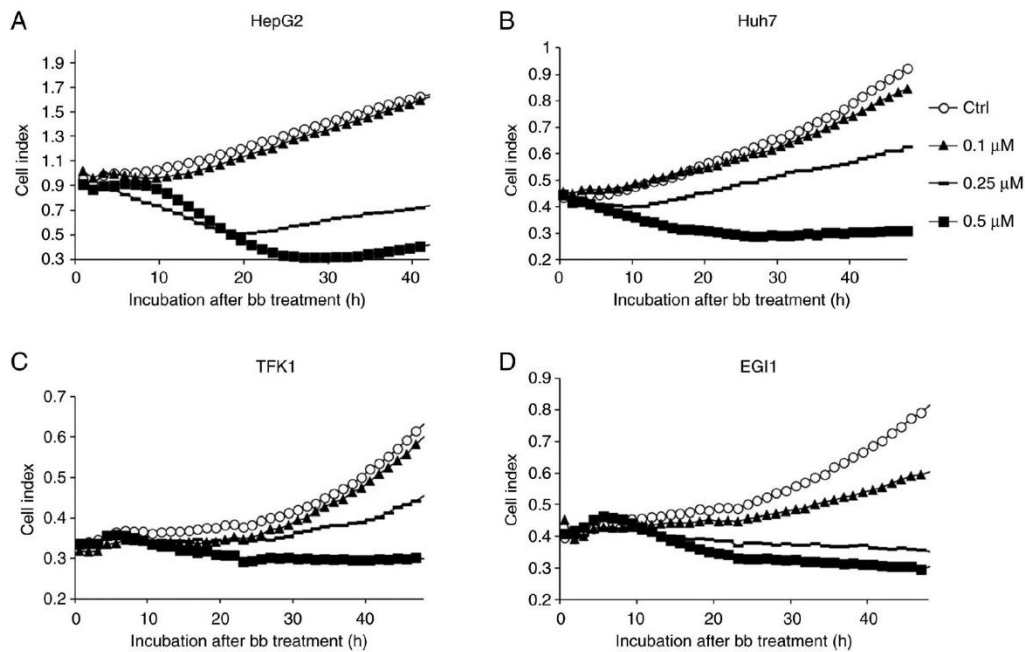 A
HepG2
Cell index
1.9
1.7
1.5
1.3
1.1
0.9
0.7
0.5
0.3
0 10 20 30 40
Incubation after bb treatment (h)
B
Huh7
Cell index
1
0.9
0.8
0.7
0.6
0.5
0.4
0.3
0.2
0 10 20 30 40
Incubation after bb treatment (h)
Ctrl
0.1 μM
0.25 μM
0.5 μM
C
TFK1
Cell index
0.7
0.6
0.5
0.4
0.3
0.2
0 10 20 30 40
Incubation after bb treatment (h)
D
EGI1
Cell index
0.9
0.8
0.7
0.6
0.5
0.4
0.3
0.2
0 10 20 30 40
Incubation after bb treatment (h)